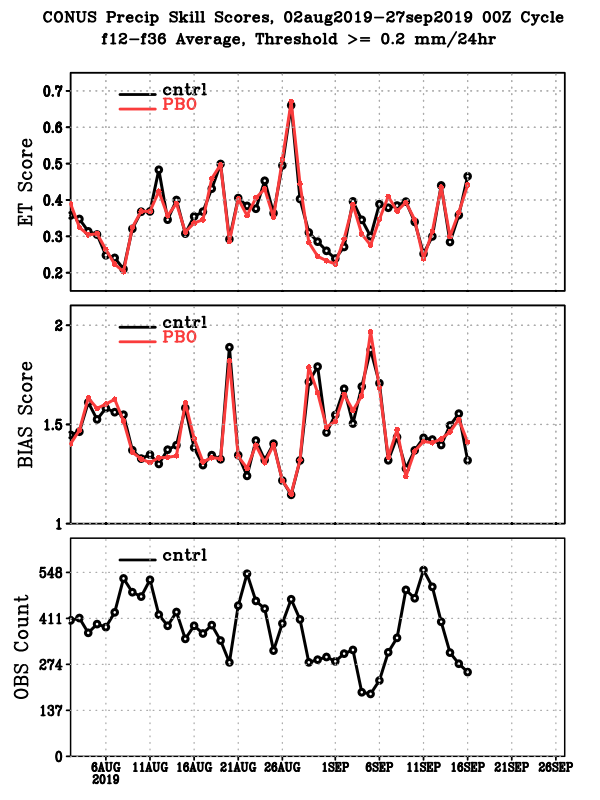 CONUS Precip Skill Scores, 02aug2019-27sep2019 00Z Cycle
f12-f36 Average, Threshold >= 0.2 mm/24hr
ET Score
0.7
0.6
0.5
0.4
0.3
0.2
cntrl
PBO
BIAS Score
2
1.5
1
cntrl
PBO
OBS Count
548
411
274
137
0
cntrl
6AUG 11AUG 16AUG 21AUG 26AUG 1SEP 6SEP 11SEP 16SEP 21SEP 26SEP
2019